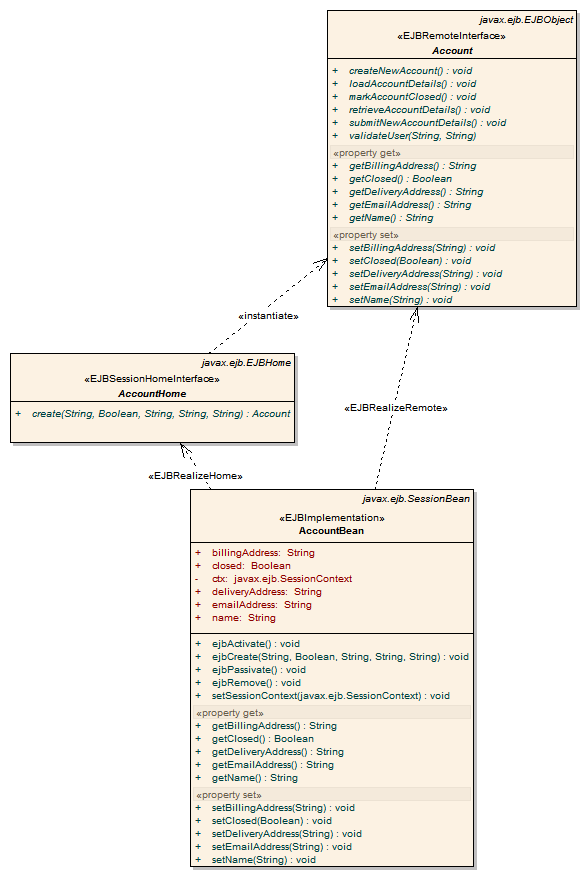 javax.ejb.EJBObject
«EJBRemoteInterface»
Account
+ createNewAccount() : void
+ loadAccountDetails() : void
+ markAccountClosed() : void
+ retrieveAccountDetails() : void
+ submitNewAccountDetails() : void
+ validateUser(String, String)
«property get»
+ getBillingAddress() : String
+ getClosed() : Boolean
+ getDeliveryAddress() : String
+ getEmailAddress() : String
+ getName() : String
«property set»
+ setBillingAddress(String) : void
+ setClosed(Boolean) : void
+ setDeliveryAddress(String) : void
+ setEmailAddress(String) : void
+ setName(String) : void
«instantiate»
javax.ejb.EJBHome
«EJBSessionHomeInterface»
AccountHome
+ create(String, Boolean, String, String, String) : Account
«EJBRealizeRemote»
«EJBRealizeHome»
javax.ejb.SessionBean
«EJBImplementation»
AccountBean
+ billingAddress: String
+ closed: Boolean
- ctx: javax.ejb.SessionContext
+ deliveryAddress: String
+ emailAddress: String
+ name: String
+ ejbActivate() : void
+ ejbCreate(String, Boolean, String, String, String) : void
+ ejbPassivate() : void
+ ejbRemove() : void
+ setSessionContext(javax.ejb.SessionContext) : void
«property get»
+ getBillingAddress() : String
+ getClosed() : Boolean
+ getDeliveryAddress() : String
+ getEmailAddress() : String
+ getName() : String
«property set»
+ setBillingAddress(String) : void
+ setClosed(Boolean) : void
+ setDeliveryAddress(String) : void
+ setEmailAddress(String) : void
+ setName(String) : void